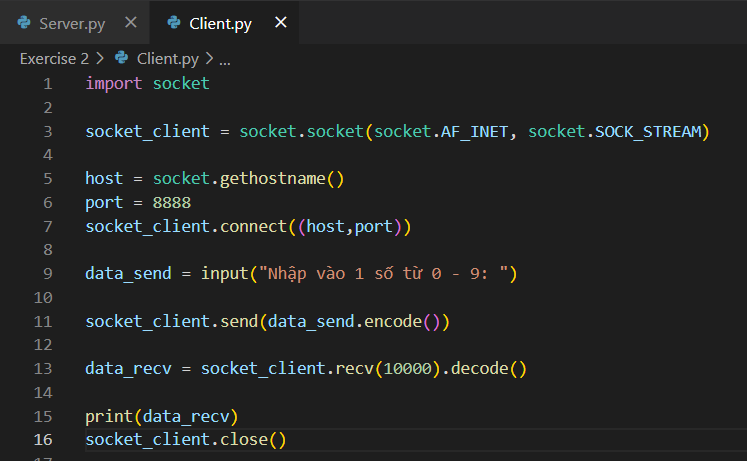 Server.py × Client.py ×
Exercise 2 > Client.py > ...
1 import socket
2
3 socket_client = socket.socket(socket.AF_INET, socket.SOCK_STREAM)
4
5 host = socket.gethostname()
6 port = 8888
7 socket_client.connect((host,port))
8
9 data_send = input("Nhập vào 1 số từ 0 - 9: ")
10
11 socket_client.send(data_send.encode())
12
13 data_recv = socket_client.recv(10000).decode()
14
15 print(data_recv)
16 socket_client.close()
17